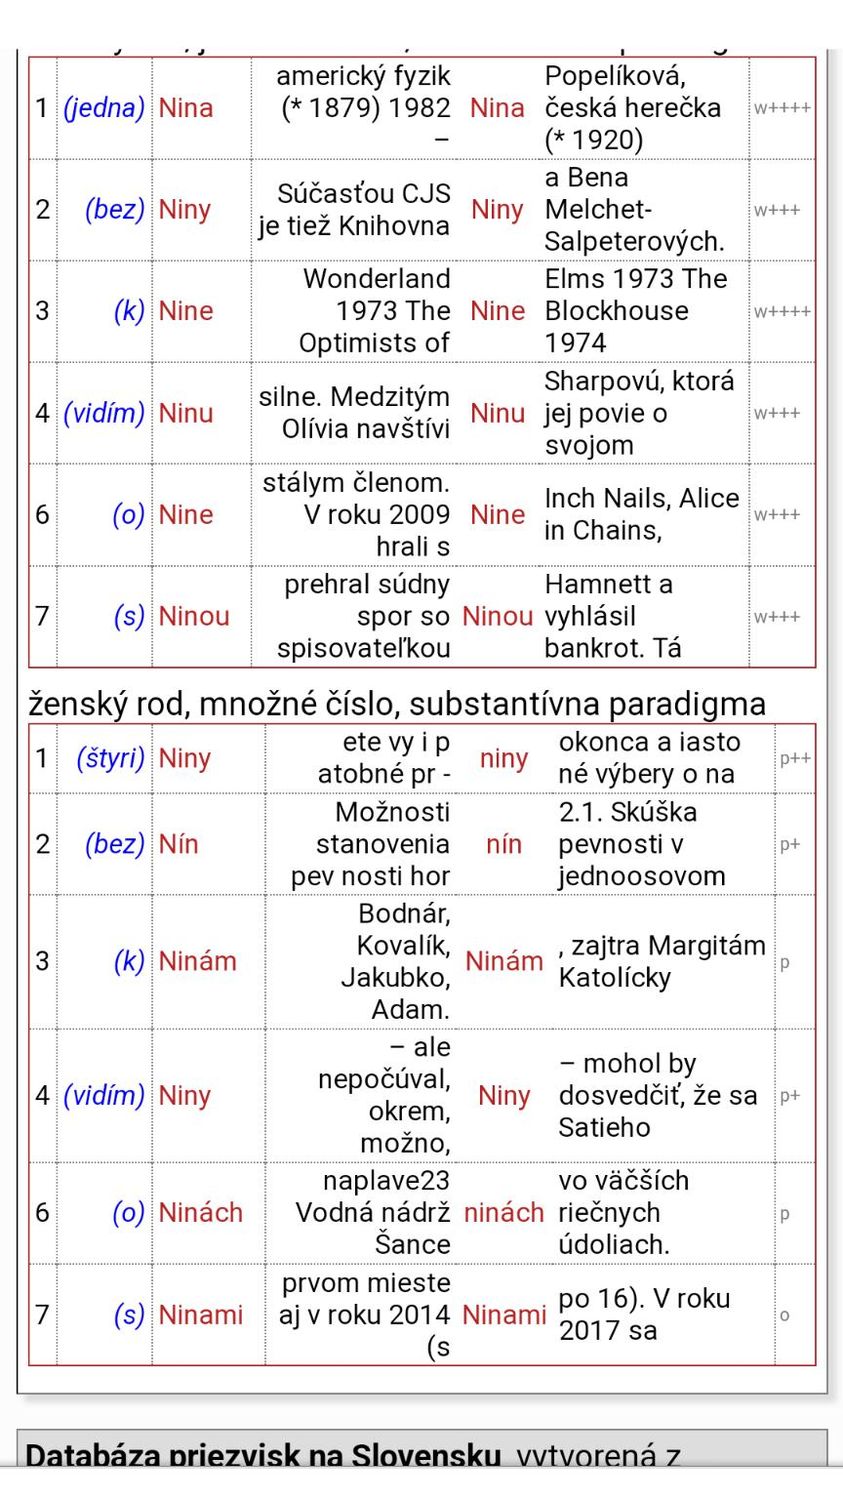 1 (jedna) Nina americký fyzik (* 1879) 1982 – Nina Popelíková, česká herečka (* 1920) w++++
2 (bez) Niny Súčasťou CJS je tiež Knihovna Niny a Bena Melchet-Salpeterových. w+++
3 (k) Nine Wonderland 1973 The Optimists of Nine Elms 1973 The Blockhouse 1974 w++++
4 (vidím) Ninu silne. Medzitým Olívia navštívi Ninu Sharpovú, ktorá jej povie o svojom w+++
6 (o) Nine stálym členom. V roku 2009 hrali s Nine Inch Nails, Alice in Chains, w+++
7 (s) Ninou prehral súdny spor so spisovateľkou Ninou Hamnett a vyhlásil bankrot. Tá w+++
ženský rod, množné číslo, substantívna paradigma
1 (štyri) Niny ete vy i p atobné pr - niny okonca a iasto né výbery o na p++
2 (bez) Nín Možnosti stanovenia pev nosti hor nín 2.1. Skúška pevnosti v jednoosovom p+
3 (k) Ninám Bodnár, Kovalík, Jakubko, Adam. Ninám , zajtra Margitám Katolícky p
4 (vidím) Niny – ale nepočúval, okrem, možno, Niny – mohol by dosvedčiť, že sa Satieho p+
6 (o) Ninách naplave23 Vodná nádrž Šance ninách vo väčších riečnych údoliach. p
7 (s) Ninami prvom mieste aj v roku 2014 (s Ninami po 16). V roku 2017 sa o
Databáza priezvisk na Slovensku vytvorená z